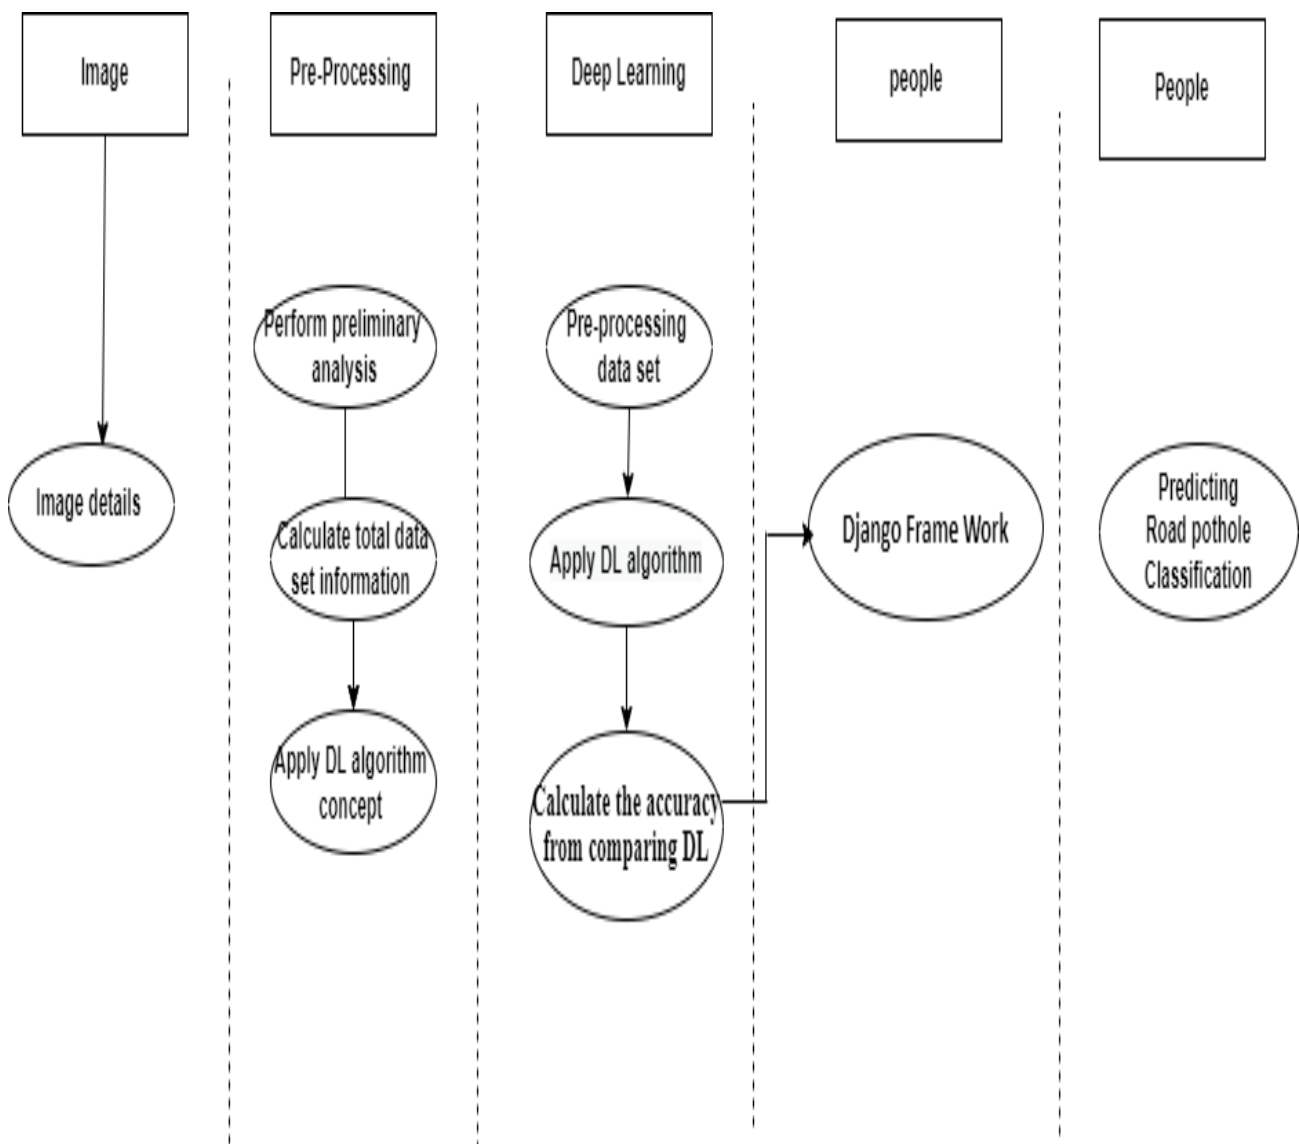 Image
Pre-Processing
Deep Learning
people
People
Perform preliminary
analysis
Pre-processing
data set
Image details
Calculate total data
set information
Apply DL algorithm
Django Frame Work
Predicting
Road pothole
Classification
Apply DL algorithm
concept
Calculate the accuracy
from comparing DL